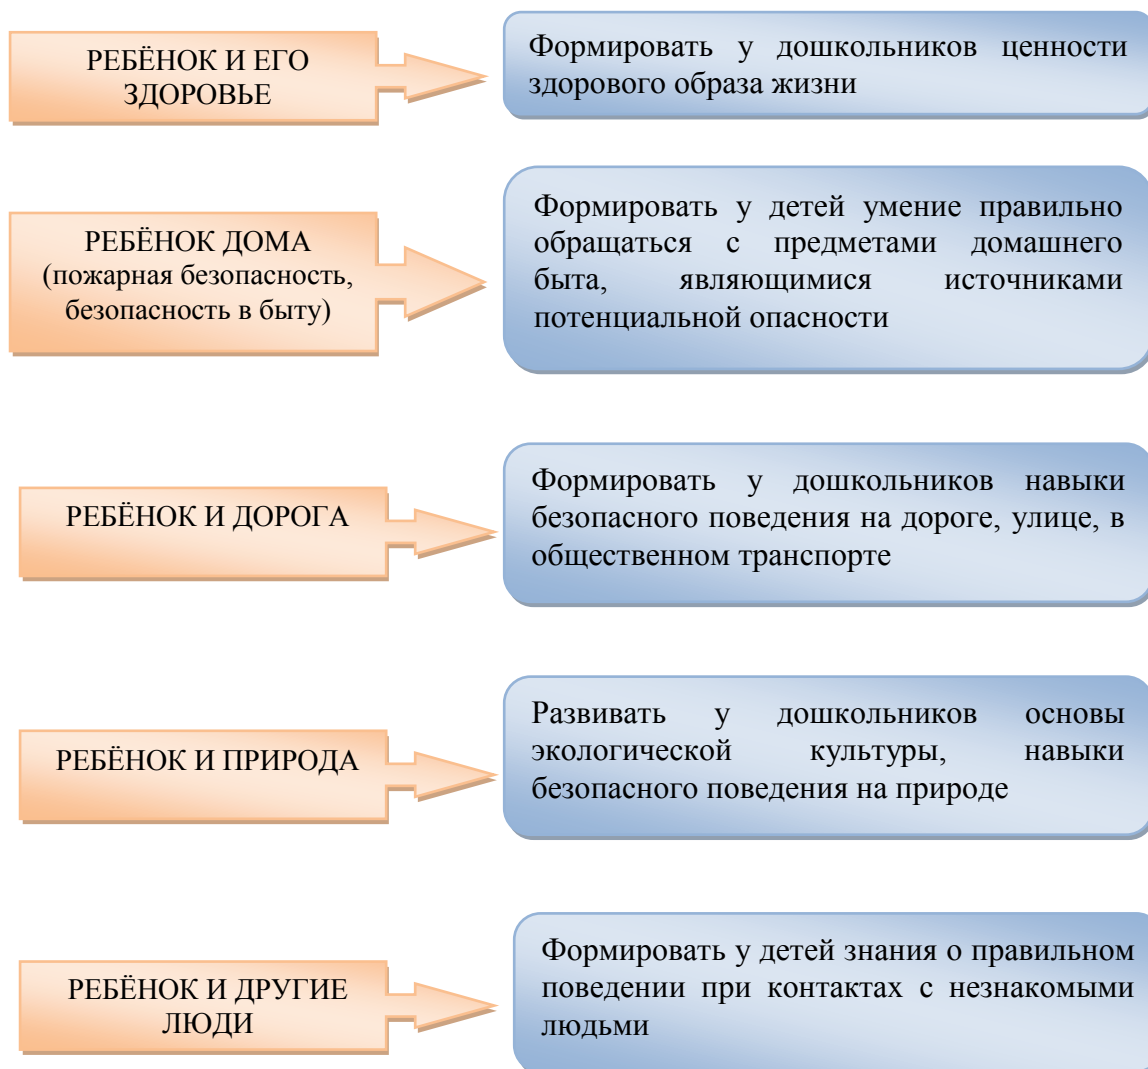 РЕБЁНОК И ЕГО
ЗДОРОВЬЕ
Формировать у дошкольников ценности
здорового образа жизни
РЕБЁНОК ДОМА
(пожарная безопасность,
безопасность в быту)
Формировать у детей умение правильно
обращаться с предметами домашнего
быта, являющимися источниками
потенциальной опасности
РЕБЁНОК И ДОРОГА
Формировать у дошкольников навыки
безопасного поведения на дороге, улице, в
общественном транспорте
РЕБЁНОК И ПРИРОДА
Развивать у дошкольников основы
экологической культуры, навыки
безопасного поведения на природе
РЕБЁНОК И ДРУГИЕ
ЛЮДИ
Формировать у детей знания о правильном
поведении при контактах с незнакомыми
людьми